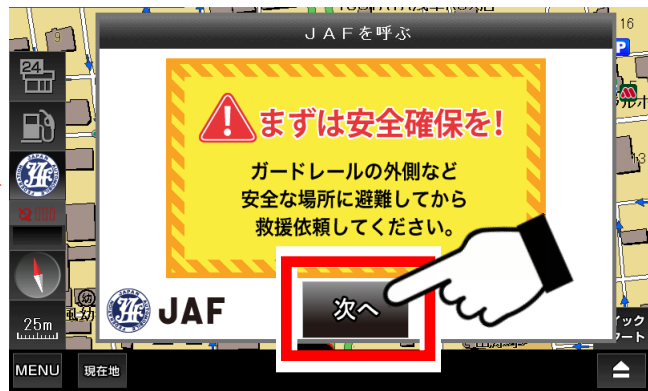 JAFを呼ぶ
16
9
P
24
まずは安全確保を!
ガードレールの外側など
安全な場所に避難してから
救援依頼してください。
JAF
次へ
25m
MENU
現在地